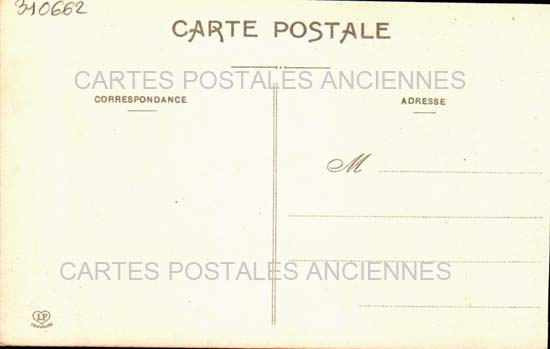 310662
CARTE POSTALE
CARTES POSTALES ANCIENNES
CORRESPONDANCE
ADRESSE
M
CARTES POSTALES ANCIENNES
LF